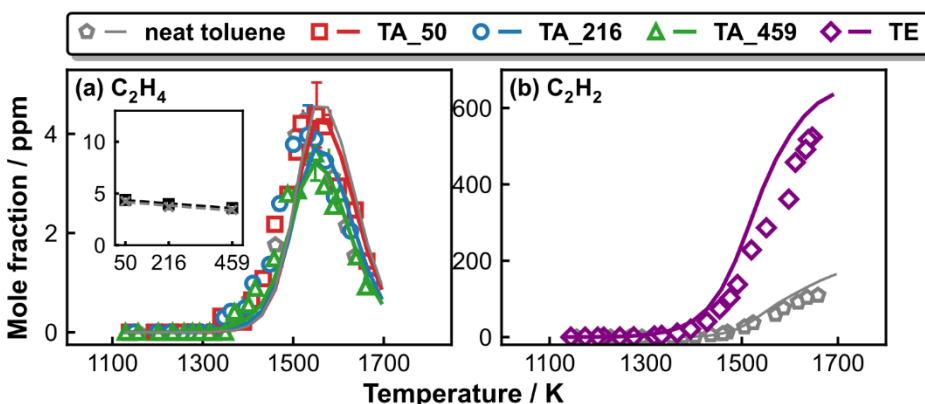 neat toluene TA_50 TA_216 TA_459 TE
(a) C₂H₄
(b) C₂H₂
Mole fraction / ppm
4
2
0
10
5
0
50 216 459
1100 1300 1500 1700
600
400
200
0
1100 1300 1500 1700
Temperature / K